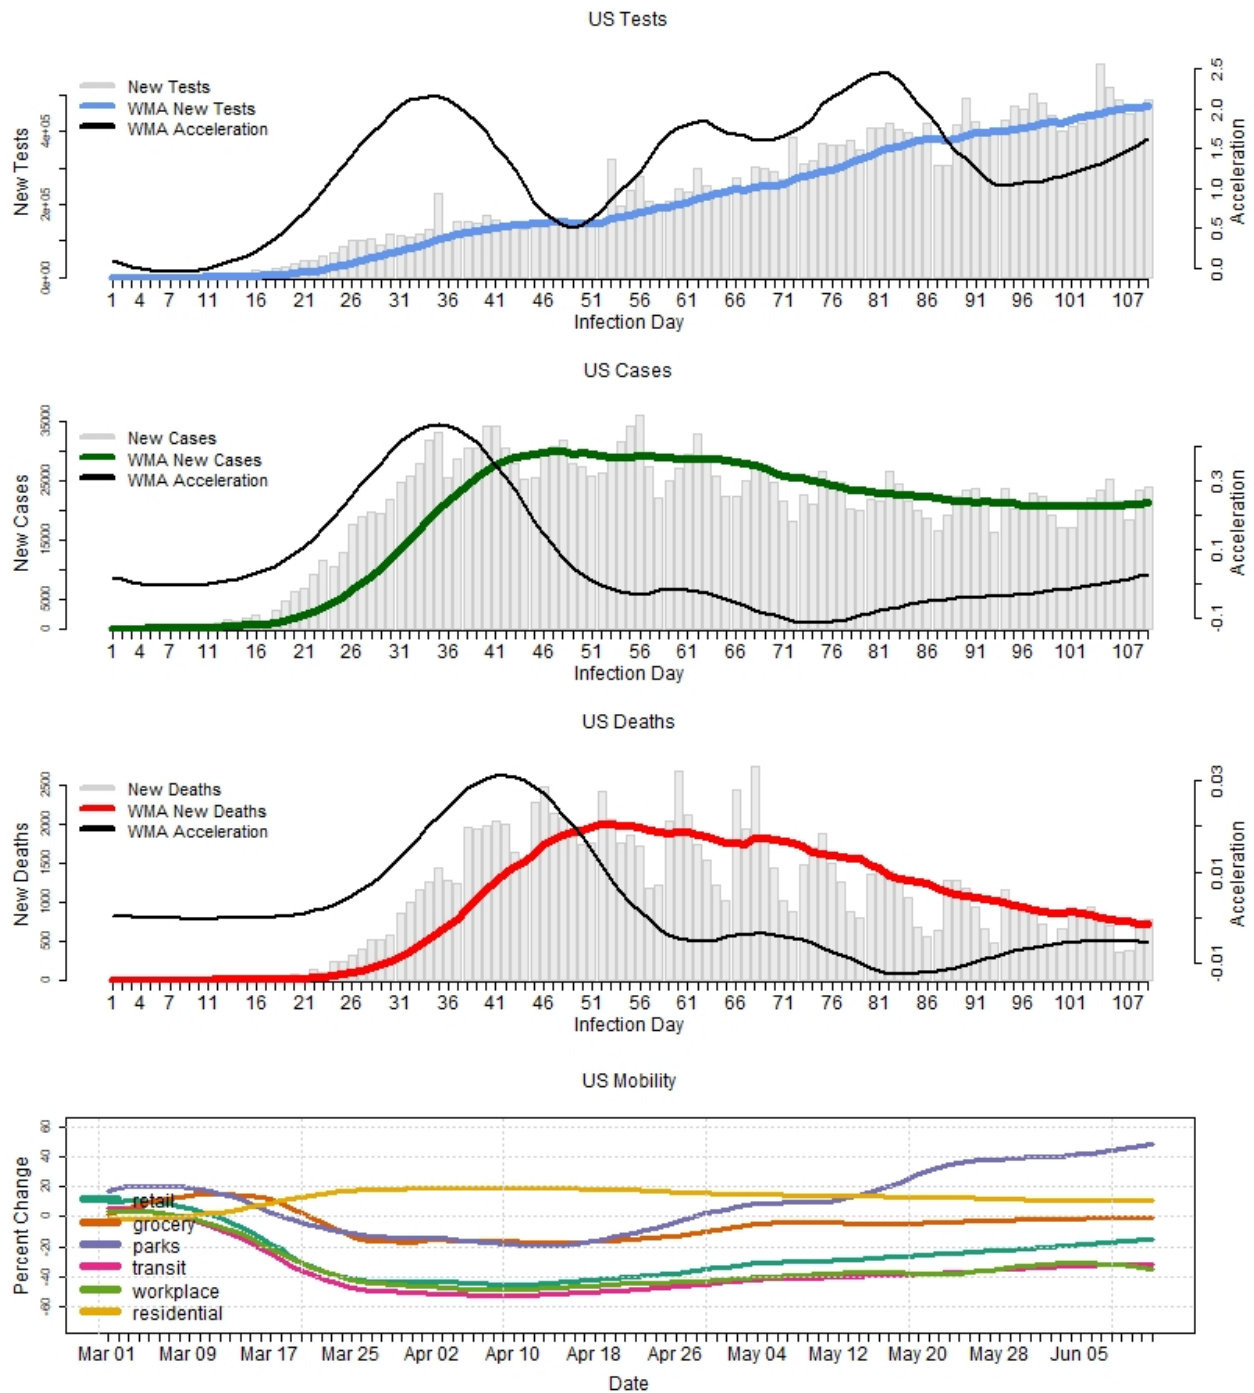 US Tests
New Tests
WMA New Tests
WMA Acceleration
New Tests
0e+00 2e+05 4e+05
0.0 0.5 1.0 1.5 2.0 2.5
Acceleration
1 4 7 11 16 21 26 31 36 41 46 51 56 61 66 71 76 81 86 91 96 101 107
Infection Day
US Cases
New Cases
WMA New Cases
WMA Acceleration
New Cases
0 5000 15000 25000 35000
-0.1 0.1 0.3
Acceleration
1 4 7 11 16 21 26 31 36 41 46 51 56 61 66 71 76 81 86 91 96 101 107
Infection Day
US Deaths
New Deaths
WMA New Deaths
WMA Acceleration
New Deaths
0 500 1000 1500 2000 2500
-0.01 0.01 0.03
Acceleration
1 4 7 11 16 21 26 31 36 41 46 51 56 61 66 71 76 81 86 91 96 101 107
Infection Day
US Mobility
Percent Change
-60 -40 -20 0 20 40 60
retail
grocery
parks
transit
workplace
residential
Mar 01 Mar 09 Mar 17 Mar 25 Apr 02 Apr 10 Apr 18 Apr 26 May 04 May 12 May 20 May 28 Jun 05
Date